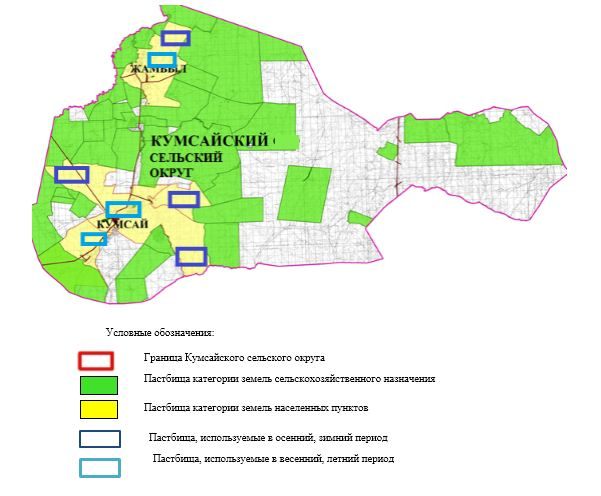 ЖАМБЫЛ
КУМСАЙСКИЙ
СЕЛЬСКИЙ
ОКРУГ
КУМСАЙ
Условные обозначения:
Граница Кумсайского сельского округа
Пастбища категории земель сельскохозяйственного назначения
Пастбища категории земель населенных пунктов
Пастбища, используемые в осенний, зимний период
Пастбища, используемые в весенний, летний период